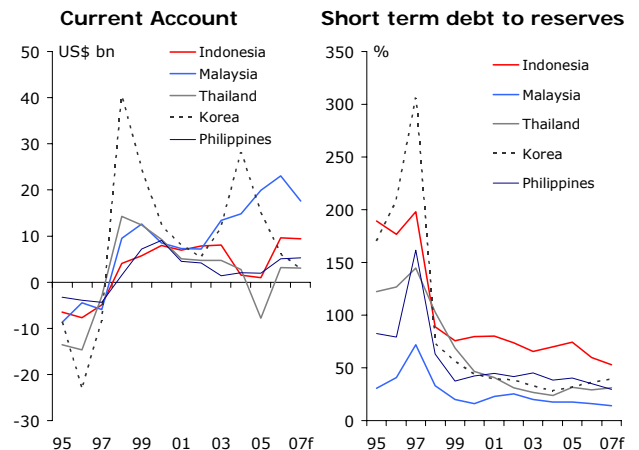 Current Account
US$ bn
50
40
30
20
10
0
-10
-20
-30
Indonesia
Malaysia
Thailand
Korea
Philippines
95 97 99 01 03 05 07f
Short term debt to reserves
%
350
300
250
200
150
100
50
0
Indonesia
Malaysia
Thailand
Korea
Philippines
95 97 99 01 03 05 07f